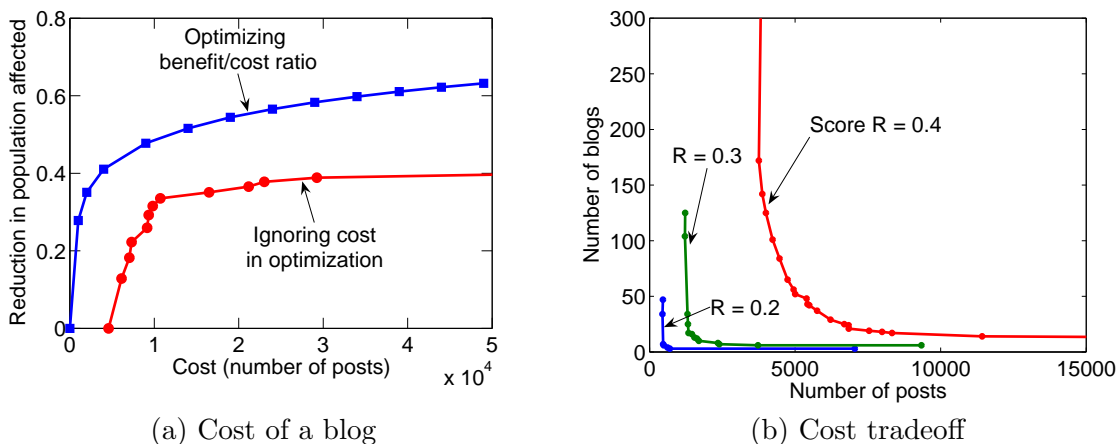 Reduction in population affected
0.8
0.6
0.4
0.2
0
Optimizing
benefit/cost ratio
Ignoring cost
in optimization
0 1 2 3 4 5
Cost (number of posts)
x 10^4
(a) Cost of a blog
Number of blogs
300
250
200
150
100
50
0
Score R = 0.4
R = 0.3
R = 0.2
0 5000 10000 15000
Number of posts
(b) Cost tradeoff